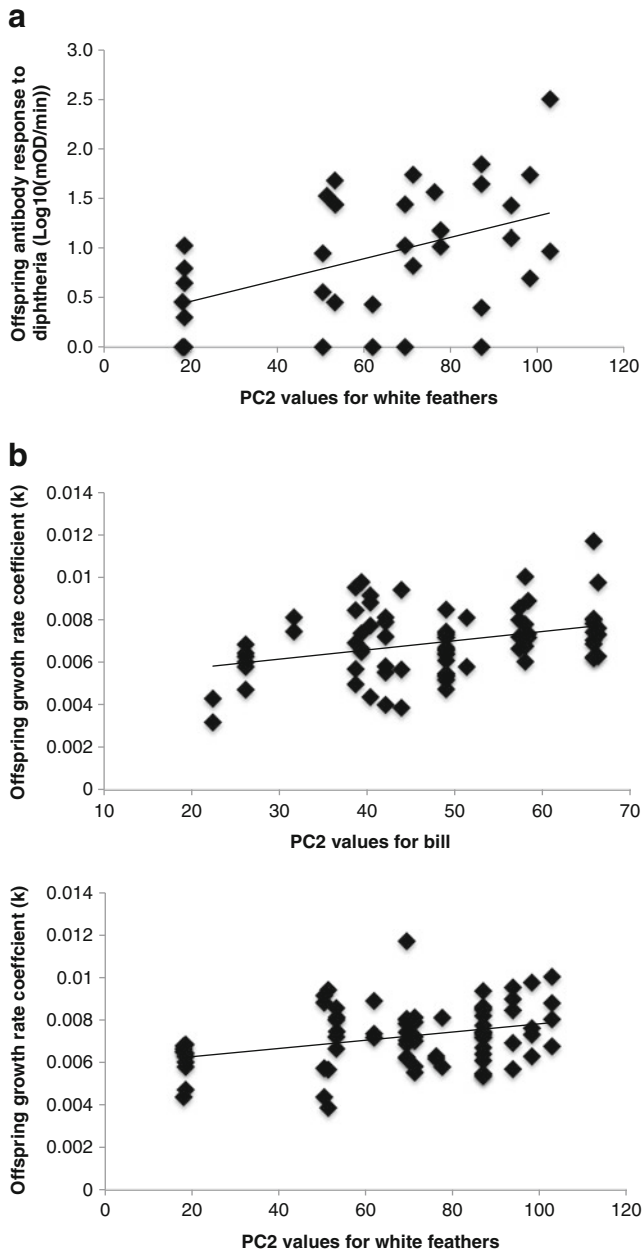 a
Offspring antibody response to
diphtheria (Log10(mOD/min))
3.0
2.5
2.0
1.5
1.0
0.5
0.0
0 20 40 60 80 100 120
PC2 values for white feathers
b
Offspring grwoth rate coefficient (k)
0.014
0.012
0.01
0.008
0.006
0.004
0.002
0
10 20 30 40 50 60 70
PC2 values for bill
Offspring growth rate coeffcient (k)
0.014
0.012
0.01
0.008
0.006
0.004
0.002
0
0 20 40 60 80 100 120
PC2 values for white feathers